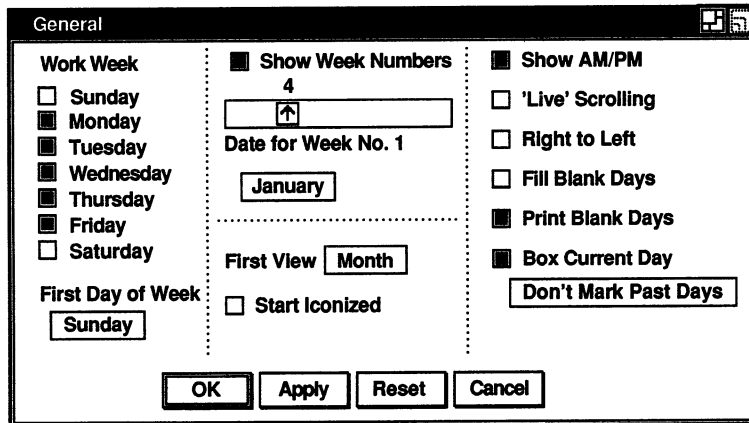 General
Work Week
Sunday
Monday
Tuesday
Wednesday
Thursday
Friday
Saturday
First Day of Week
Sunday
Show Week Numbers
4
Date for Week No. 1
January
First View Month
Start Iconized
Show AM/PM
'Live' Scrolling
Right to Left
Fill Blank Days
Print Blank Days
Box Current Day
Don't Mark Past Days
OK Apply Reset Cancel